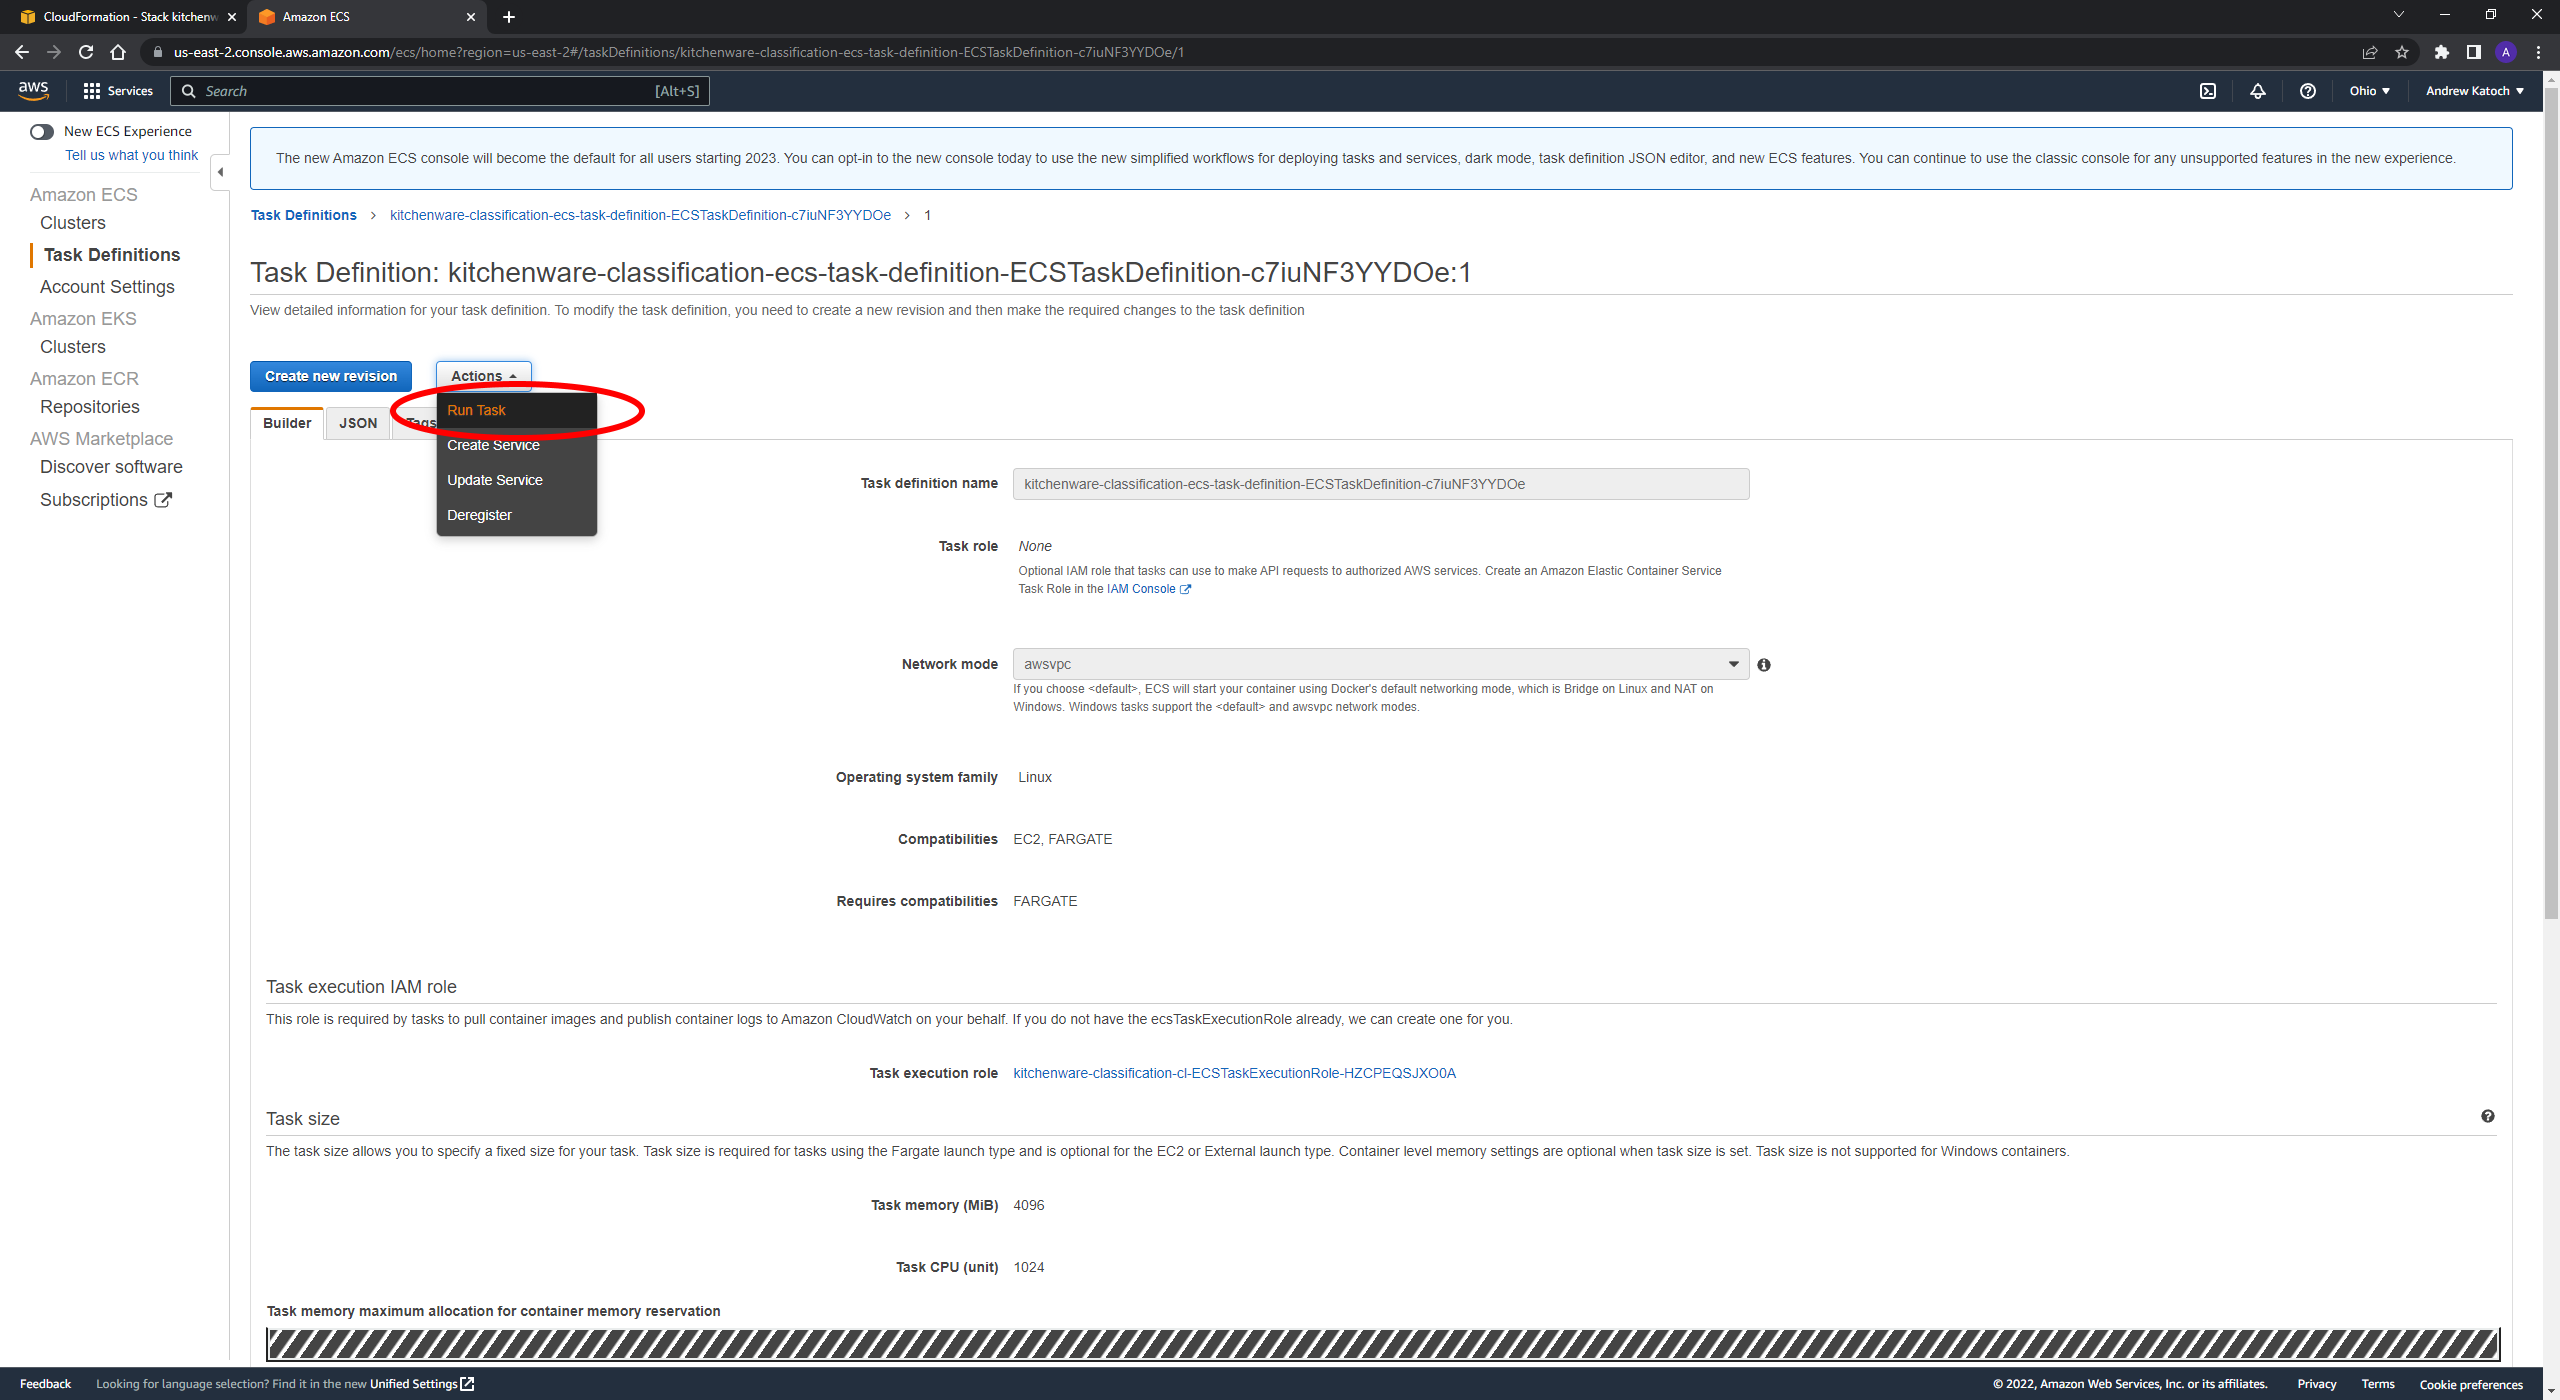 CloudFormation - Stack kitchenw
Amazon ECS
us-east-2.console.aws.amazon.com/ecs/home?region=us-east-2#/taskDefinitions/kitchenware-classification-ecs-task-definition-ECSTaskDefinition-c7iuNF3YYDOe/1
A
aws
Services
Search
[Alt+S]
Ohio
Andrew Katoch
New ECS Experience
Tell us what you think
Amazon ECS
Clusters
Task Definitions
Account Settings
Amazon EKS
Clusters
Amazon ECR
Repositories
AWS Marketplace
Discover software
Subscriptions
The new Amazon ECS console will become the default for all users starting 2023. You can opt-in to the new console today to use the new simplified workflows for deploying tasks and services, dark mode, task definition JSON editor, and new ECS features. You can continue to use the classic console for any unsupported features in the new experience.
Task Definitions > kitchenware-classification-ecs-task-definition-ECSTaskDefinition-c7iuNF3YYDOe > 1
Task Definition: kitchenware-classification-ecs-task-definition-ECSTaskDefinition-c7iuNF3YYDOe:1
View detailed information for your task definition. To modify the task definition, you need to create a new revision and then make the required changes to the task definition
Create new revision
Actions
Run Task
Create Service
Update Service
Deregister
Builder
JSON
Tags
Task definition name
kitchenware-classification-ecs-task-definition-ECSTaskDefinition-c7iuNF3YYDOe
Task role
None
Optional IAM role that tasks can use to make API requests to authorized AWS services. Create an Amazon Elastic Container Service
Task Role in the IAM Console
Network mode
awsvpc
If you choose <default>, ECS will start your container using Docker's default networking mode, which is Bridge on Linux and NAT on
Windows. Windows tasks support the <default> and awsvpc network modes.
Operating system family
Linux
Compatibilities
EC2, FARGATE
Requires compatibilities
FARGATE
Task execution IAM role
This role is required by tasks to pull container images and publish container logs to Amazon CloudWatch on your behalf. If you do not have the ecsTaskExecutionRole already, we can create one for you.
Task execution role
kitchenware-classification-cl-ECSTaskExecutionRole-HZCPEQSJXO0A
Task size
The task size allows you to specify a fixed size for your task. Task size is required for tasks using the Fargate launch type and is optional for the EC2 or External launch type. Container level memory settings are optional when task size is set. Task size is not supported for Windows containers.
Task memory (MiB)
4096
Task CPU (unit)
1024
Task memory maximum allocation for container memory reservation
Feedback
Looking for language selection? Find it in the new Unified Settings
© 2022, Amazon Web Services, Inc. or its affiliates.
Privacy
Terms
Cookie preferences